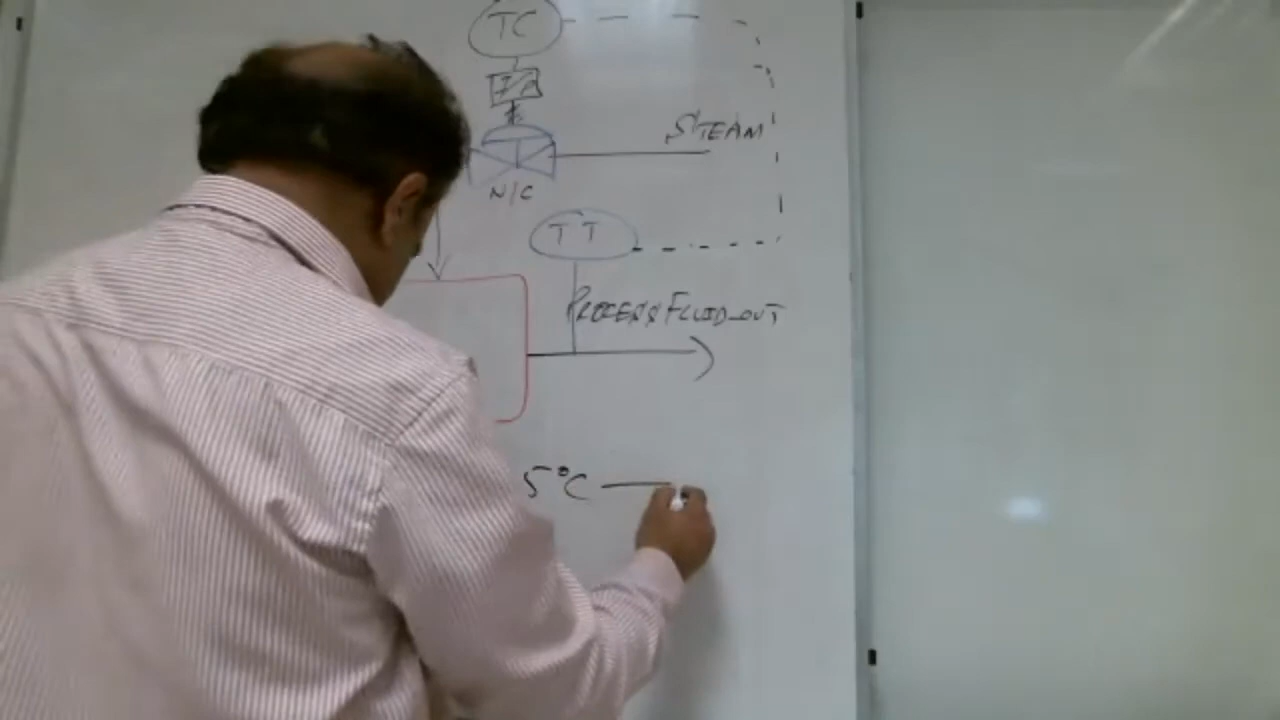 TC
I/P
STEAM
N/C
TT
PROCESS FLUID-OUT
5°C